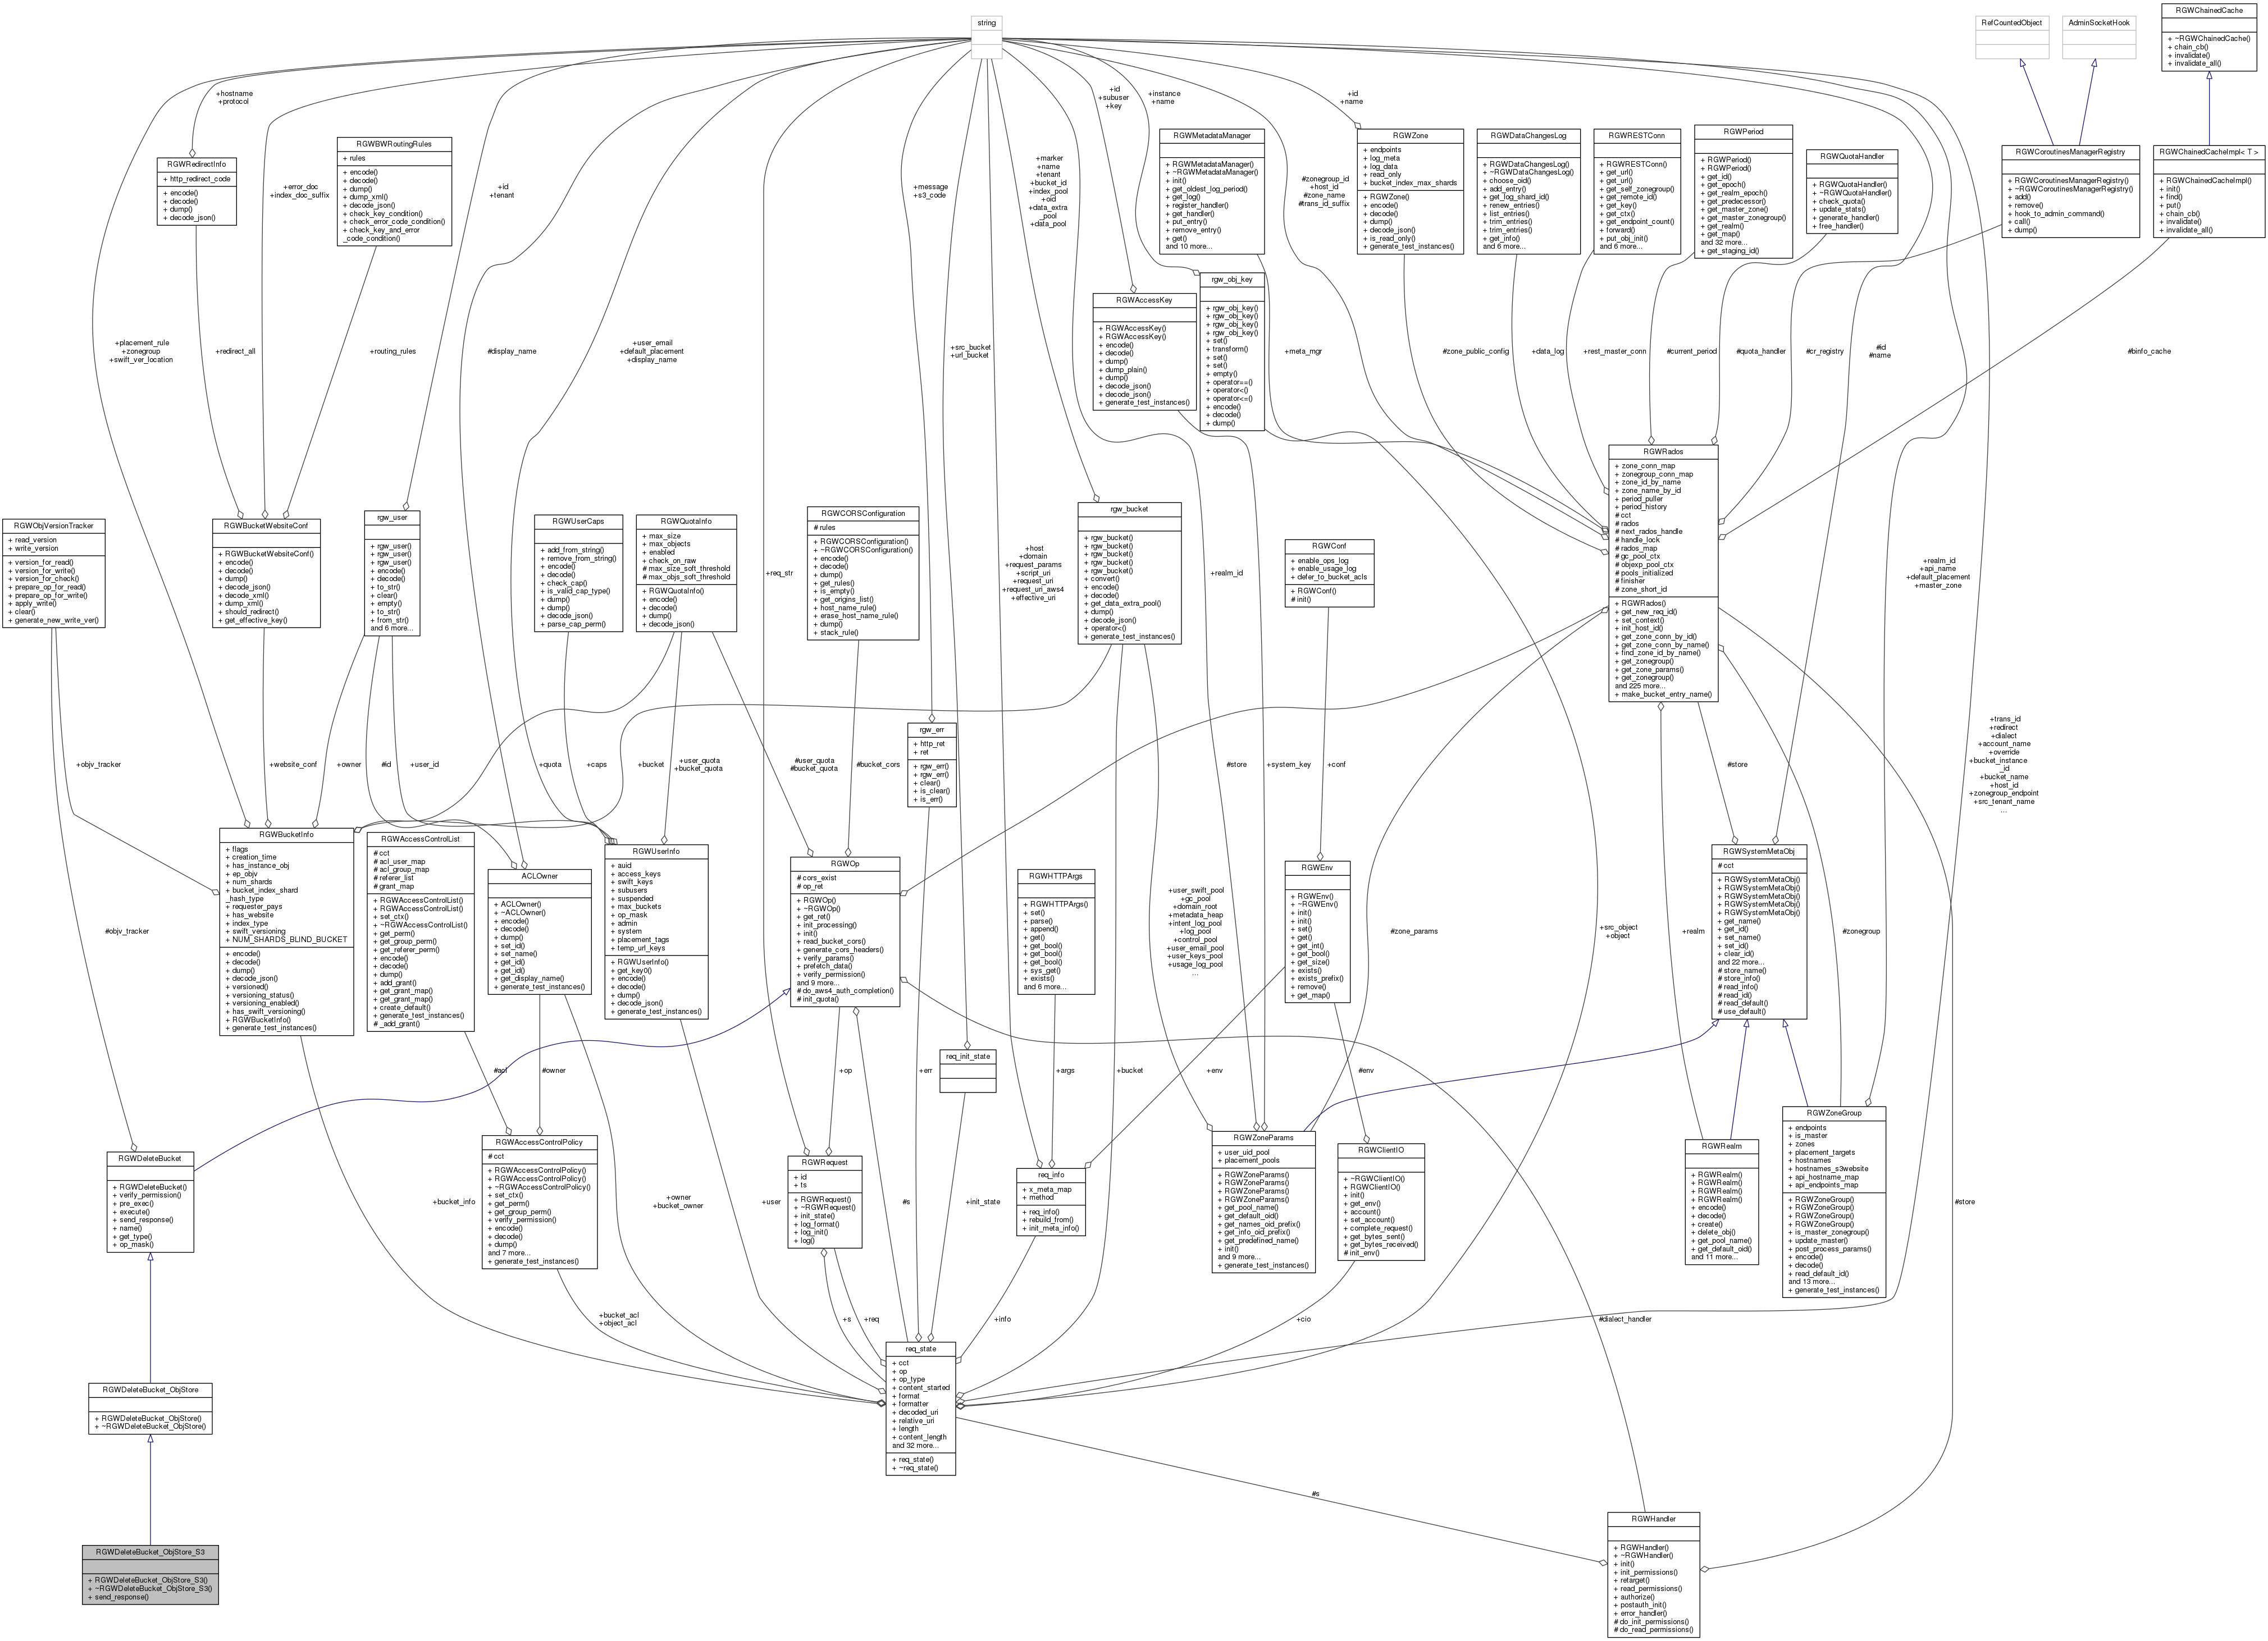 string
RefCountedObject
AdminSocketHook
RGWChainedCache
+ ~RGWChainedCache()
+ chain_cb()
+ invalidate()
+ invalidate_all()
+hostname
+protocol
RGWRedirectInfo
+ http_redirect_code
+ encode()
+ decode()
+ dump()
+ decode_json()
+error_doc
+index_doc_suffix
RGWBWRoutingRules
+ rules
+ encode()
+ decode()
+ dump()
+ dump_xml()
+ decode_json()
+ check_key_condition()
+ check_error_code_condition()
+ check_key_and_error
_code_condition()
+id
+tenant
+message
+s3_code
+marker
+name
+tenant
+bucket_id
+index_pool
+oid
+data_extra
_pool
+data_pool
+id
+subuser
+key
+instance
+name
RGWMetadataManager
+ RGWMetadataManager()
+ ~RGWMetadataManager()
+ init()
+ get_oldest_log_period()
+ get_log()
+ register_handler()
+ get_handler()
+ put_entry()
+ remove_entry()
+ get()
and 10 more...
#zonegroup_id
+host_id
#zone_name
#trans_id_suffix
+id
+name
RGWZone
+ endpoints
+ log_meta
+ log_data
+ read_only
+ bucket_index_max_shards
+ RGWZone()
+ encode()
+ decode()
+ dump()
+ decode_json()
+ is_read_only()
+ generate_test_instances()
RGWDataChangesLog
+ RGWDataChangesLog()
+ ~RGWDataChangesLog()
+ choose_oid()
+ add_entry()
+ get_log_shard_id()
+ renew_entries()
+ list_entries()
+ trim_entries()
+ trim_entries()
+ get_info()
and 6 more...
RGWRESTConn
+ RGWRESTConn()
+ get_url()
+ get_url()
+ get_self_zonegroup()
+ get_remote_id()
+ get_key()
+ get_ctx()
+ get_endpoint_count()
+ forward()
+ put_obj_init()
and 6 more...
RGWPeriod
+ RGWPeriod()
+ RGWPeriod()
+ get_id()
+ get_epoch()
+ get_realm_epoch()
+ get_predecessor()
+ get_master_zone()
+ get_master_zonegroup()
+ get_realm()
+ get_map()
and 32 more...
+ get_staging_id()
RGWQuotaHandler
+ RGWQuotaHandler()
+ ~RGWQuotaHandler()
+ check_quota()
+ update_stats()
+ generate_handler()
+ free_handler()
RGWCoroutinesManagerRegistry
+ RGWCoroutinesManagerRegistry()
+ ~RGWCoroutinesManagerRegistry()
+ add()
+ remove()
+ hook_to_admin_command()
+ call()
+ dump()
RGWChainedCacheImpl< T >
+ RGWChainedCacheImpl()
+ init()
+ find()
+ put()
+ chain_cb()
+ invalidate()
+ invalidate_all()
RGWAccessKey
+ RGWAccessKey()
+ RGWAccessKey()
+ encode()
+ decode()
+ dump()
+ dump_plain()
+ dump()
+ decode_json()
+ decode_json()
+ generate_test_instances()
rgw_obj_key
+ rgw_obj_key()
+ rgw_obj_key()
+ rgw_obj_key()
+ rgw_obj_key()
+ set()
+ transform()
+ set()
+ set()
+ empty()
+ operator==()
+ operator<()
+ operator<=()
+ encode()
+ decode()
+ dump()
+placement_rule
+zonegroup
+swift_ver_location
+redirect_all
+routing_rules
#display_name
+user_email
+default_placement
+display_name
+src_bucket
+url_bucket
+meta_mgr
#zone_public_config
+data_log
+rest_master_conn
#current_period
#quota_handler
#cr_registry
#id
#name
#binfo_cache
RGWRados
+ zone_conn_map
+ zonegroup_conn_map
+ zone_id_by_name
+ zone_name_by_id
+ period_puller
+ period_history
# cct
# rados
# next_rados_handle
# handle_lock
# rados_map
# gc_pool_ctx
# objexp_pool_ctx
# pools_initialized
# finisher
# zone_short_id
+ RGWRados()
+ get_new_req_id()
+ set_context()
+ init_host_id()
+ get_zone_conn_by_id()
+ get_zone_conn_by_name()
+ find_zone_id_by_name()
+ get_zonegroup()
+ get_zone_params()
+ get_zonegroup()
and 225 more...
+ make_bucket_entry_name()
RGWObjVersionTracker
+ read_version
+ write_version
+ version_for_read()
+ version_for_write()
+ version_for_check()
+ prepare_op_for_read()
+ prepare_op_for_write()
+ apply_write()
+ clear()
+ generate_new_write_ver()
RGWBucketWebsiteConf
+ RGWBucketWebsiteConf()
+ encode()
+ decode()
+ dump()
+ decode_json()
+ decode_xml()
+ dump_xml()
+ should_redirect()
+ get_effective_key()
rgw_user
+ rgw_user()
+ rgw_user()
+ rgw_user()
+ encode()
+ decode()
+ to_str()
+ clear()
+ empty()
+ to_str()
+ from_str()
and 6 more...
RGWUserCaps
+ add_from_string()
+ remove_from_string()
+ encode()
+ decode()
+ check_cap()
+ is_valid_cap_type()
+ dump()
+ dump()
+ decode_json()
+ parse_cap_perm()
RGWQuotaInfo
+ max_size
+ max_objects
+ enabled
+ check_on_raw
# max_size_soft_threshold
# max_objs_soft_threshold
+ RGWQuotaInfo()
+ encode()
+ decode()
+ dump()
+ decode_json()
RGWCORSConfiguration
# rules
+ RGWCORSConfiguration()
+ ~RGWCORSConfiguration()
+ encode()
+ decode()
+ dump()
+ get_rules()
+ is_empty()
+ get_origins_list()
+ host_name_rule()
+ erase_host_name_rule()
+ dump()
+ stack_rule()
+req_str
+host
+domain
+request_params
+script_uri
+request_uri
+request_uri_aws4
+effective_uri
rgw_bucket
+ rgw_bucket()
+ rgw_bucket()
+ rgw_bucket()
+ rgw_bucket()
+ rgw_bucket()
+ convert()
+ encode()
+ decode()
+ get_data_extra_pool()
+ dump()
+ decode_json()
+ operator<()
+ generate_test_instances()
+realm_id
RGWConf
+ enable_ops_log
+ enable_usage_log
+ defer_to_bucket_acls
+ RGWConf()
# init()
+realm_id
+api_name
+default_placement
+master_zone
rgw_err
+ http_ret
+ ret
+ rgw_err()
+ rgw_err()
+ clear()
+ is_clear()
+ is_err()
+objv_tracker
+website_conf
+owner
#id
+user_id
+quota
+caps
+bucket
+user_quota
+bucket_quota
#user_quota
#bucket_quota
#bucket_cors
#store
+system_key
+conf
#store
+trans_id
+redirect
+dialect
+account_name
+override
+bucket_instance
_id
+bucket_name
+host_id
+zonegroup_endpoint
+src_tenant_name
...
RGWBucketInfo
+ flags
+ creation_time
+ has_instance_obj
+ ep_objv
+ num_shards
+ bucket_index_shard
_hash_type
+ requester_pays
+ has_website
+ index_type
+ swift_versioning
+ NUM_SHARDS_BLIND_BUCKET
+ encode()
+ decode()
+ dump()
+ decode_json()
+ versioned()
+ versioning_status()
+ versioning_enabled()
+ has_swift_versioning()
+ RGWBucketInfo()
+ generate_test_instances()
RGWAccessControlList
# cct
# acl_user_map
# acl_group_map
# referer_list
# grant_map
+ RGWAccessControlList()
+ RGWAccessControlList()
+ set_ctx()
+ ~RGWAccessControlList()
+ get_perm()
+ get_group_perm()
+ get_referer_perm()
+ encode()
+ decode()
+ dump()
+ add_grant()
+ get_grant_map()
+ get_grant_map()
+ create_default()
+ generate_test_instances()
# _add_grant()
ACLOwner
+ ACLOwner()
+ ~ACLOwner()
+ encode()
+ decode()
+ dump()
+ set_id()
+ set_name()
+ get_id()
+ get_id()
+ get_display_name()
+ generate_test_instances()
RGWUserInfo
+ auid
+ access_keys
+ swift_keys
+ subusers
+ suspended
+ max_buckets
+ op_mask
+ admin
+ system
+ placement_tags
+ temp_url_keys
+ RGWUserInfo()
+ get_key0()
+ encode()
+ decode()
+ dump()
+ decode_json()
+ generate_test_instances()
RGWOp
# cors_exist
# op_ret
+ RGWOp()
+ ~RGWOp()
+ get_ret()
+ init_processing()
+ init()
+ read_bucket_cors()
+ generate_cors_headers()
+ verify_params()
+ prefetch_data()
+ verify_permission()
and 9 more...
# do_aws4_auth_completion()
# init_quota()
RGWHTTPArgs
+ RGWHTTPArgs()
+ set()
+ parse()
+ append()
+ get()
+ get_bool()
+ get_bool()
+ get_bool()
+ sys_get()
+ exists()
and 6 more...
+user_swift_pool
+gc_pool
+domain_root
+metadata_heap
+intent_log_pool
+log_pool
+control_pool
+user_email_pool
+user_keys_pool
+usage_log_pool
...
RGWEnv
+ RGWEnv()
+ ~RGWEnv()
+ init()
+ init()
+ set()
+ get()
+ get_int()
+ get_bool()
+ get_size()
+ exists()
+ exists_prefix()
+ remove()
+ get_map()
#zone_params
+src_object
+object
+realm
RGWSystemMetaObj
# cct
+ RGWSystemMetaObj()
+ RGWSystemMetaObj()
+ RGWSystemMetaObj()
+ RGWSystemMetaObj()
+ RGWSystemMetaObj()
+ get_name()
+ get_id()
+ set_name()
+ set_id()
+ clear_id()
and 22 more...
# store_name()
# store_info()
# read_info()
# read_id()
# read_default()
# use_default()
#zonegroup
#objv_tracker
#acl
#owner
+op
+err
req_init_state
+args
+bucket
+env
#env
RGWDeleteBucket
+ RGWDeleteBucket()
+ verify_permission()
+ pre_exec()
+ execute()
+ send_response()
+ name()
+ get_type()
+ op_mask()
+bucket_info
RGWAccessControlPolicy
# cct
+ RGWAccessControlPolicy()
+ RGWAccessControlPolicy()
+ ~RGWAccessControlPolicy()
+ set_ctx()
+ get_perm()
+ get_group_perm()
+ verify_permission()
+ encode()
+ decode()
+ dump()
and 7 more...
+ generate_test_instances()
+owner
+bucket_owner
+user
RGWRequest
+ id
+ ts
+ RGWRequest()
+ ~RGWRequest()
+ init_state()
+ log_format()
+ log_init()
+ log()
#s
+init_state
req_info
+ x_meta_map
+ method
+ req_info()
+ rebuild_from()
+ init_meta_info()
RGWZoneParams
+ user_uid_pool
+ placement_pools
+ RGWZoneParams()
+ RGWZoneParams()
+ RGWZoneParams()
+ RGWZoneParams()
+ get_pool_name()
+ get_default_oid()
+ get_names_oid_prefix()
+ get_info_oid_prefix()
+ get_predefined_name()
+ init()
and 9 more...
+ generate_test_instances()
RGWClientIO
+ ~RGWClientIO()
+ RGWClientIO()
+ init()
+ get_env()
+ account()
+ set_account()
+ complete_request()
+ get_bytes_sent()
+ get_bytes_received()
# init_env()
RGWRealm
+ RGWRealm()
+ RGWRealm()
+ RGWRealm()
+ RGWRealm()
+ encode()
+ decode()
+ create()
+ delete_obj()
+ get_pool_name()
+ get_default_oid()
and 11 more...
RGWZoneGroup
+ endpoints
+ is_master
+ zones
+ placement_targets
+ hostnames
+ hostnames_s3website
+ api_hostname_map
+ api_endpoints_map
+ RGWZoneGroup()
+ RGWZoneGroup()
+ RGWZoneGroup()
+ RGWZoneGroup()
+ is_master_zonegroup()
+ update_master()
+ post_process_params()
+ encode()
+ decode()
+ read_default_id()
and 13 more...
+ generate_test_instances()
#store
+bucket_acl
+object_acl
+s
+req
+info
+cio
#dialect_handler
RGWDeleteBucket_ObjStore
+ RGWDeleteBucket_ObjStore()
+ ~RGWDeleteBucket_ObjStore()
req_state
+ cct
+ op
+ op_type
+ content_started
+ format
+ formatter
+ decoded_uri
+ relative_uri
+ length
+ content_length
and 32 more...
+ req_state()
+ ~req_state()
#s
RGWHandler
+ RGWHandler()
+ ~RGWHandler()
+ init()
+ init_permissions()
+ retarget()
+ read_permissions()
+ authorize()
+ postauth_init()
+ error_handler()
# do_init_permissions()
# do_read_permissions()
RGWDeleteBucket_ObjStore_S3
+ RGWDeleteBucket_ObjStore_S3()
+ ~RGWDeleteBucket_ObjStore_S3()
+ send_response()